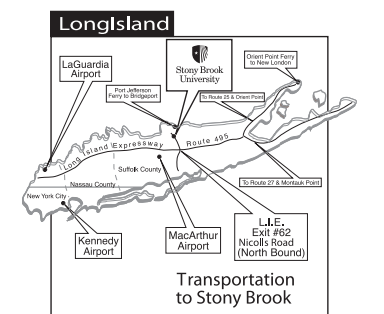 LongIsland
Orient Point Ferry
to New London
LaGuardia
Airport
Stony Brook
University
Port Jefferson
Ferry to Bridgeport
To Route 25 & Orient Point
Long Island Expressway Route 495
Suffolk County
Nassau County
To Route 27 & Montauk Point
New York City
L.I.E.
Exit #62
Nicolls Road
(North Bound)
MacArthur
Airport
Kennedy
Airport
Transportation
to Stony Brook